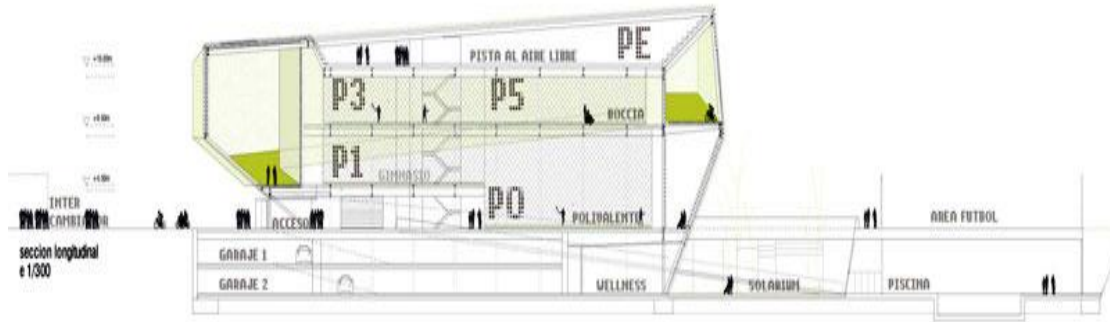 PE
PISTA AL AIRE LIBRE
P3
P5
BOCCIA
P1
GIMNASIO
P0
INTER
CAMBIADOR
ACCESO
POLIVALENTE
AREA FUTBOL
seccion longitudinal
e 1/300
GARAJE 1
GARAJE 2
WELLNESS
SOLARIUM
PISCINA